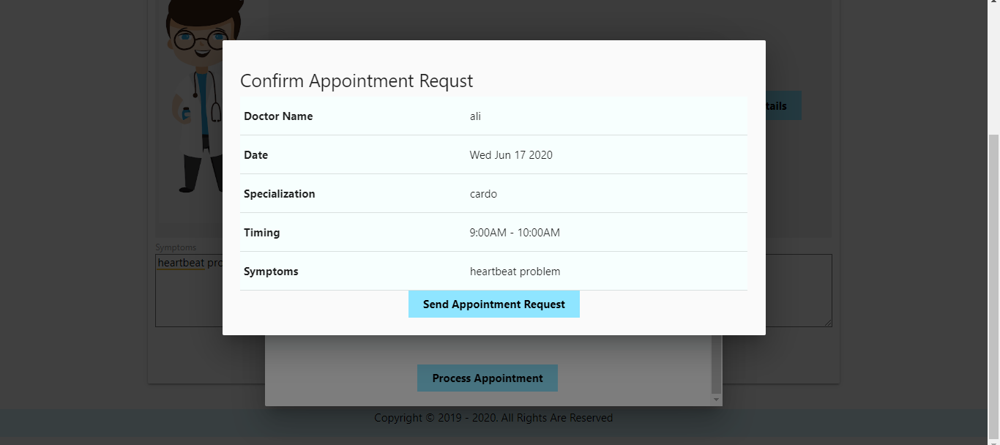 Confirm Appointment Requst
Doctor Name ali
tails
Date Wed Jun 17 2020
Specialization cardo
Timing 9:00AM - 10:00AM
Symptoms
heartbeat pro
Symptoms heartbeat problem
Send Appointment Request
Process Appointment
Copyright © 2019 - 2020. All Rights Are Reserved